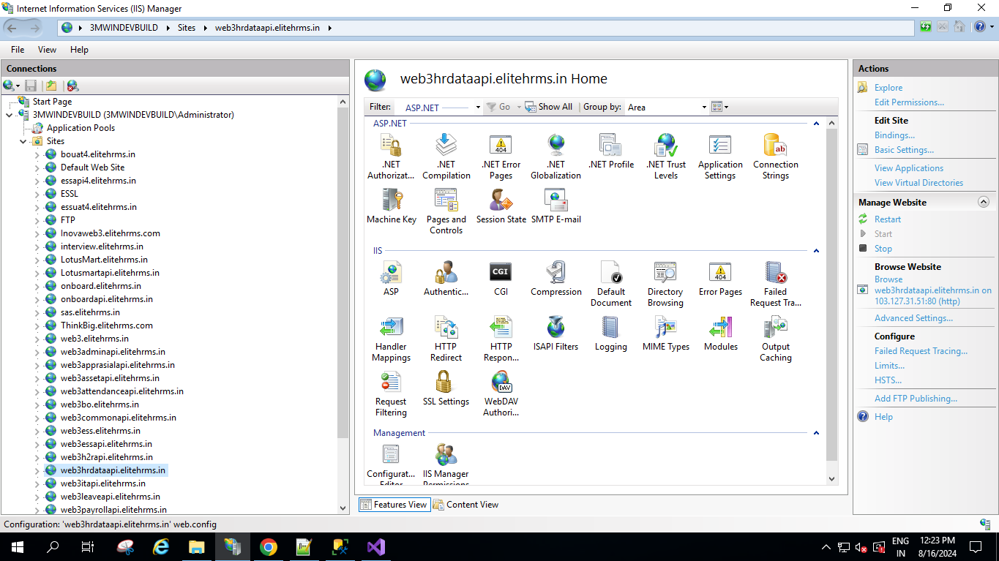 Internet Information Services (IIS) Manager
3MWINDEVBUILD
Sites
web3hrdataapi.elitehrms.in
File
View
Help
Connections
Start Page
3MWINDEVBUILD (3MWINDEVBUILD\Administrator)
Application Pools
Sites
bouat4.elitehrms.in
Default Web Site
essapi4.elitehrms.in
ESSL
essuat4.elitehrms.in
FTP
Inovaweb3.elitehrms.com
interview.elitehrms.in
LotusMart.elitehrms.in
Lotusmartapi.elitehrms.in
onboard.elitehrms.in
onboardapi.elitehrms.in
sas.elitehrms.in
ThinkBig.elitehrms.com
web3.elitehrms.in
web3adminapi.elitehrms.in
web3apprasialapi.elitehrms.in
web3assetapi.elitehrms.in
web3attendanceapi.elitehrms.in
web3bo.elitehrms.in
web3commonapi.elitehrms.in
web3ess.elitehrms.in
web3essapi.elitehrms.in
web3h2rapi.elitehrms.in
web3hrdataapi.elitehrms.in
web3itapi.elitehrms.in
web3leaveapi.elitehrms.in
web3payrollapi.elitehrms.in
web3hrdataapi.elitehrms.in Home
Filter: ASP.NET Go Show All Group by: Area
ASP.NET
.NET Authorizat...
.NET Compilation
.NET Error Pages
.NET Globalization
.NET Profile
.NET Trust Levels
Application Settings
Connection Strings
Machine Key
Pages and Controls
Session State
SMTP E-mail
IIS
ASP
Authentic...
CGI
Compression
Default Document
Directory Browsing
Error Pages
Failed Request Tra...
Handler Mappings
HTTP Redirect
HTTP Respon...
ISAPI Filters
Logging
MIME Types
Modules
Output Caching
Request Filtering
SSL Settings
WebDAV Authori...
Management
Configurat... Editor
IIS Manager Permissions
Features View
Content View
Actions
Explore
Edit Permissions...
Edit Site
Bindings...
Basic Settings...
View Applications
View Virtual Directories
Manage Website
Restart
Start
Stop
Browse Website
Browse
web3hrdataapi.elitehrms.in on
103.127.31.51:80 (http)
Advanced Settings...
Configure
Failed Request Tracing...
Limits...
HSTS...
Add FTP Publishing...
Help
Configuration: 'web3hrdataapi.elitehrms.in' web.config
ENG
IN
12:23 PM
8/16/2024